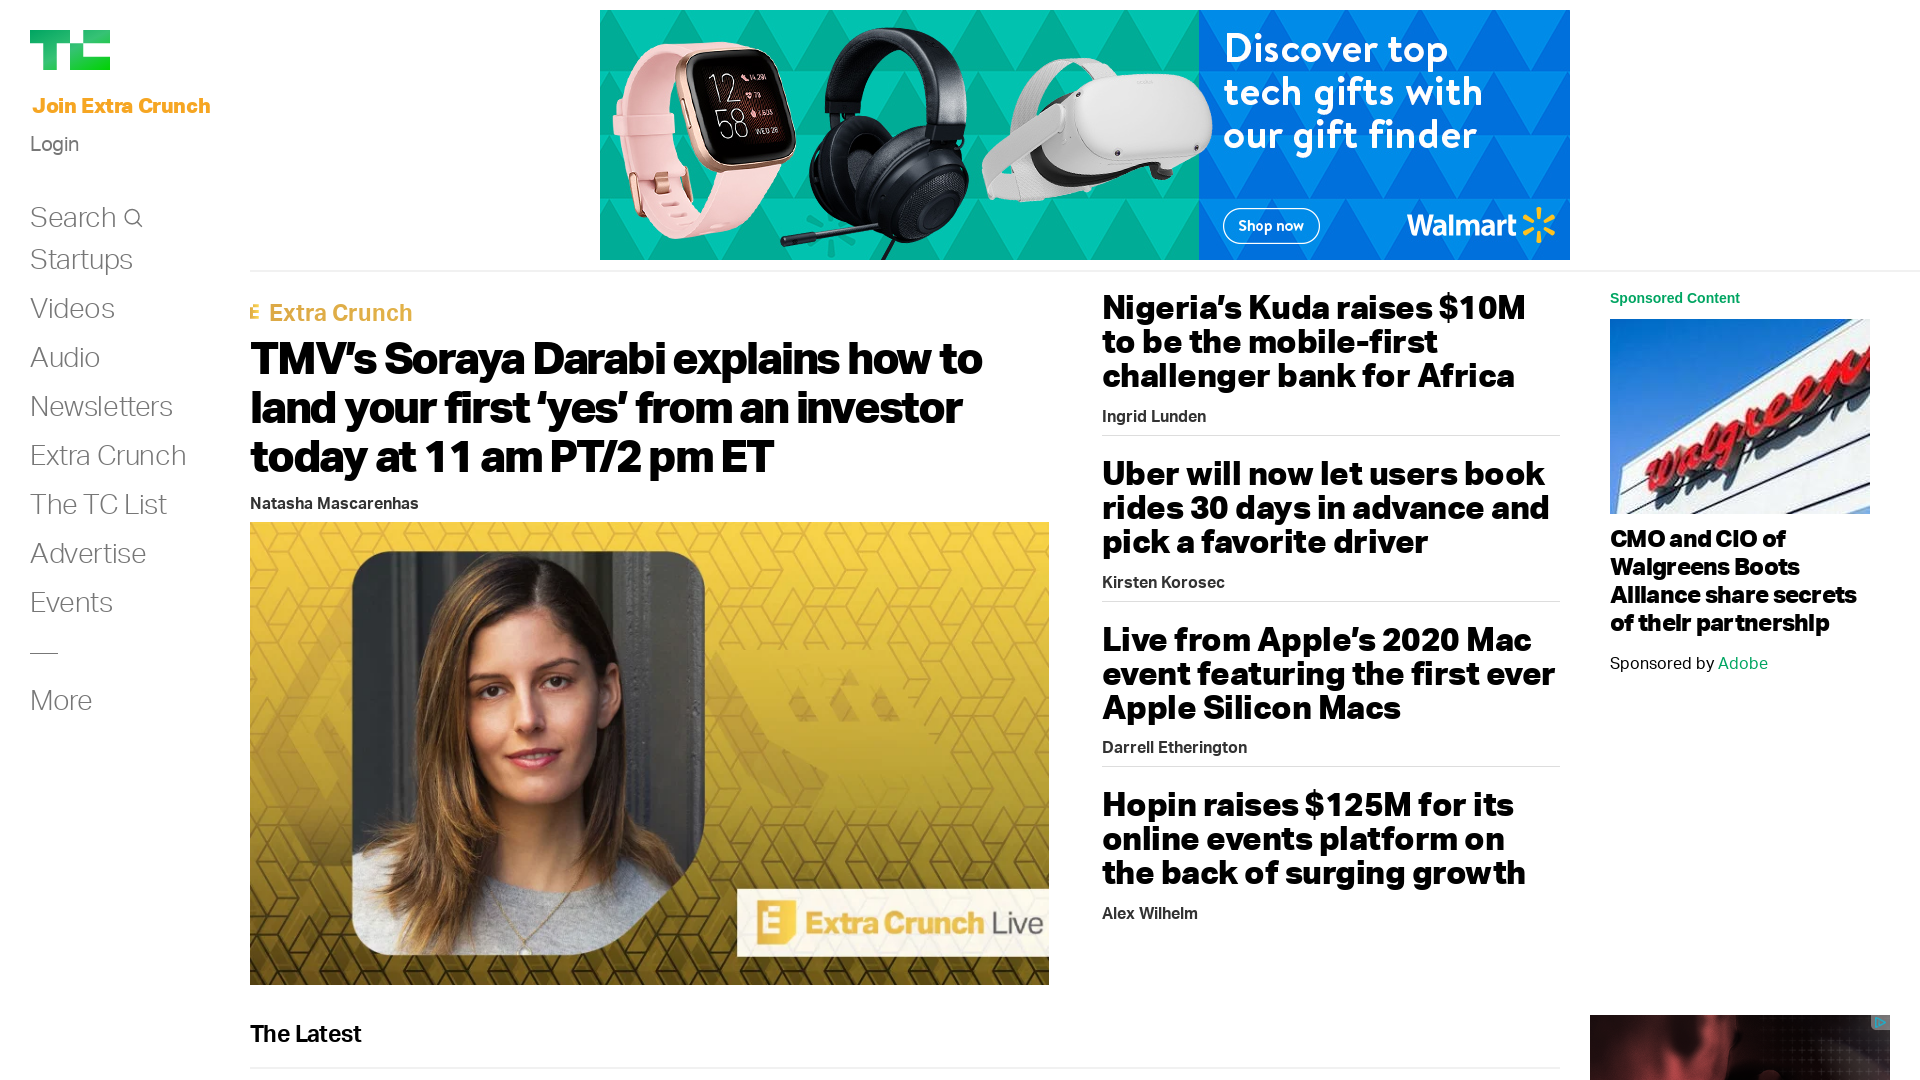 TC
Join Extra Crunch
Login
Search
Startups
Videos
Audio
Newsletters
Extra Crunch
The TC List
Advertise
Events
More
Discover top
tech gifts with
our gift finder
Shop now
Walmart
Extra Crunch
TMV’s Soraya Darabi explains how to
land your first ‘yes’ from an investor
today at 11 am PT/2 pm ET
Natasha Mascarenhas
Extra Crunch Live
Nigeria’s Kuda raises $10M
to be the mobile-first
challenger bank for Africa
Ingrid Lunden
Uber will now let users book
rides 30 days in advance and
pick a favorite driver
Kirsten Korosec
Live from Apple’s 2020 Mac
event featuring the first ever
Apple Silicon Macs
Darrell Etherington
Hopin raises $125M for its
online events platform on
the back of surging growth
Alex Wilhelm
Sponsored Content
Walgreens
CMO and CIO of
Walgreens Boots
Alliance share secrets
of their partnership
Sponsored by Adobe
The Latest